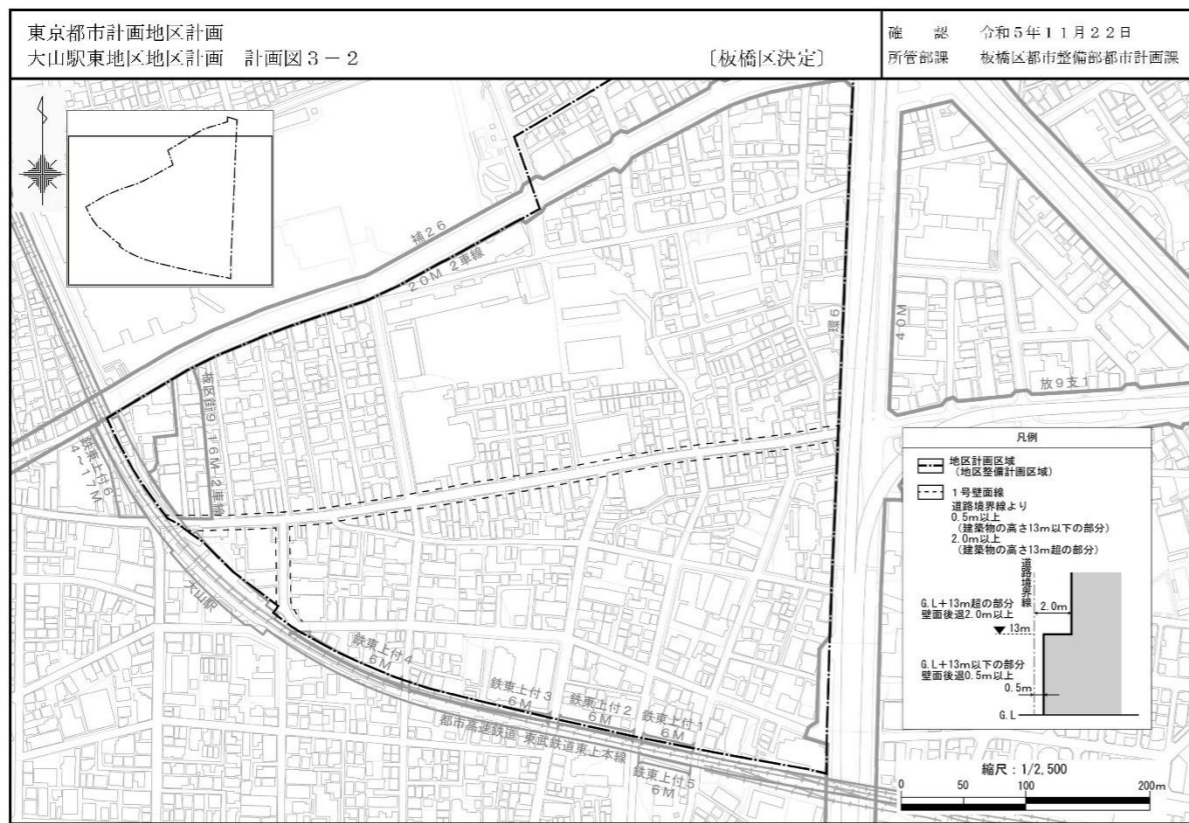 東京都市計画地区計画
大山駅東地区地区計画　計画図3－2
〔板橋区決定〕
確　認　令和5年11月22日
所管部課　板橋区都市整備部都市計画課
補26
20M 2車線
環6
40M
放9支1
板区街9 16M 2車線
鉄東上付6
4～17M
大山駅
鉄東上付4
6M
鉄東上付3
6M
鉄東上付2
6M
鉄東上付1
6M
都市高速鉄道 東武鉄道東上本線
鉄東上付5
6M
凡例
地区計画区域
（地区整備計画区域）
1号壁面線
道路境界線より
0.5m以上
（建築物の高さ13m以下の部分）
2.0m以上
（建築物の高さ13m超の部分）
道路境界線
G.L+13m超の部分
壁面後退2.0m以上
2.0m
13m
G.L+13m以下の部分
壁面後退0.5m以上
0.5m
G.L
縮尺：1/2,500
0 50 100 200m